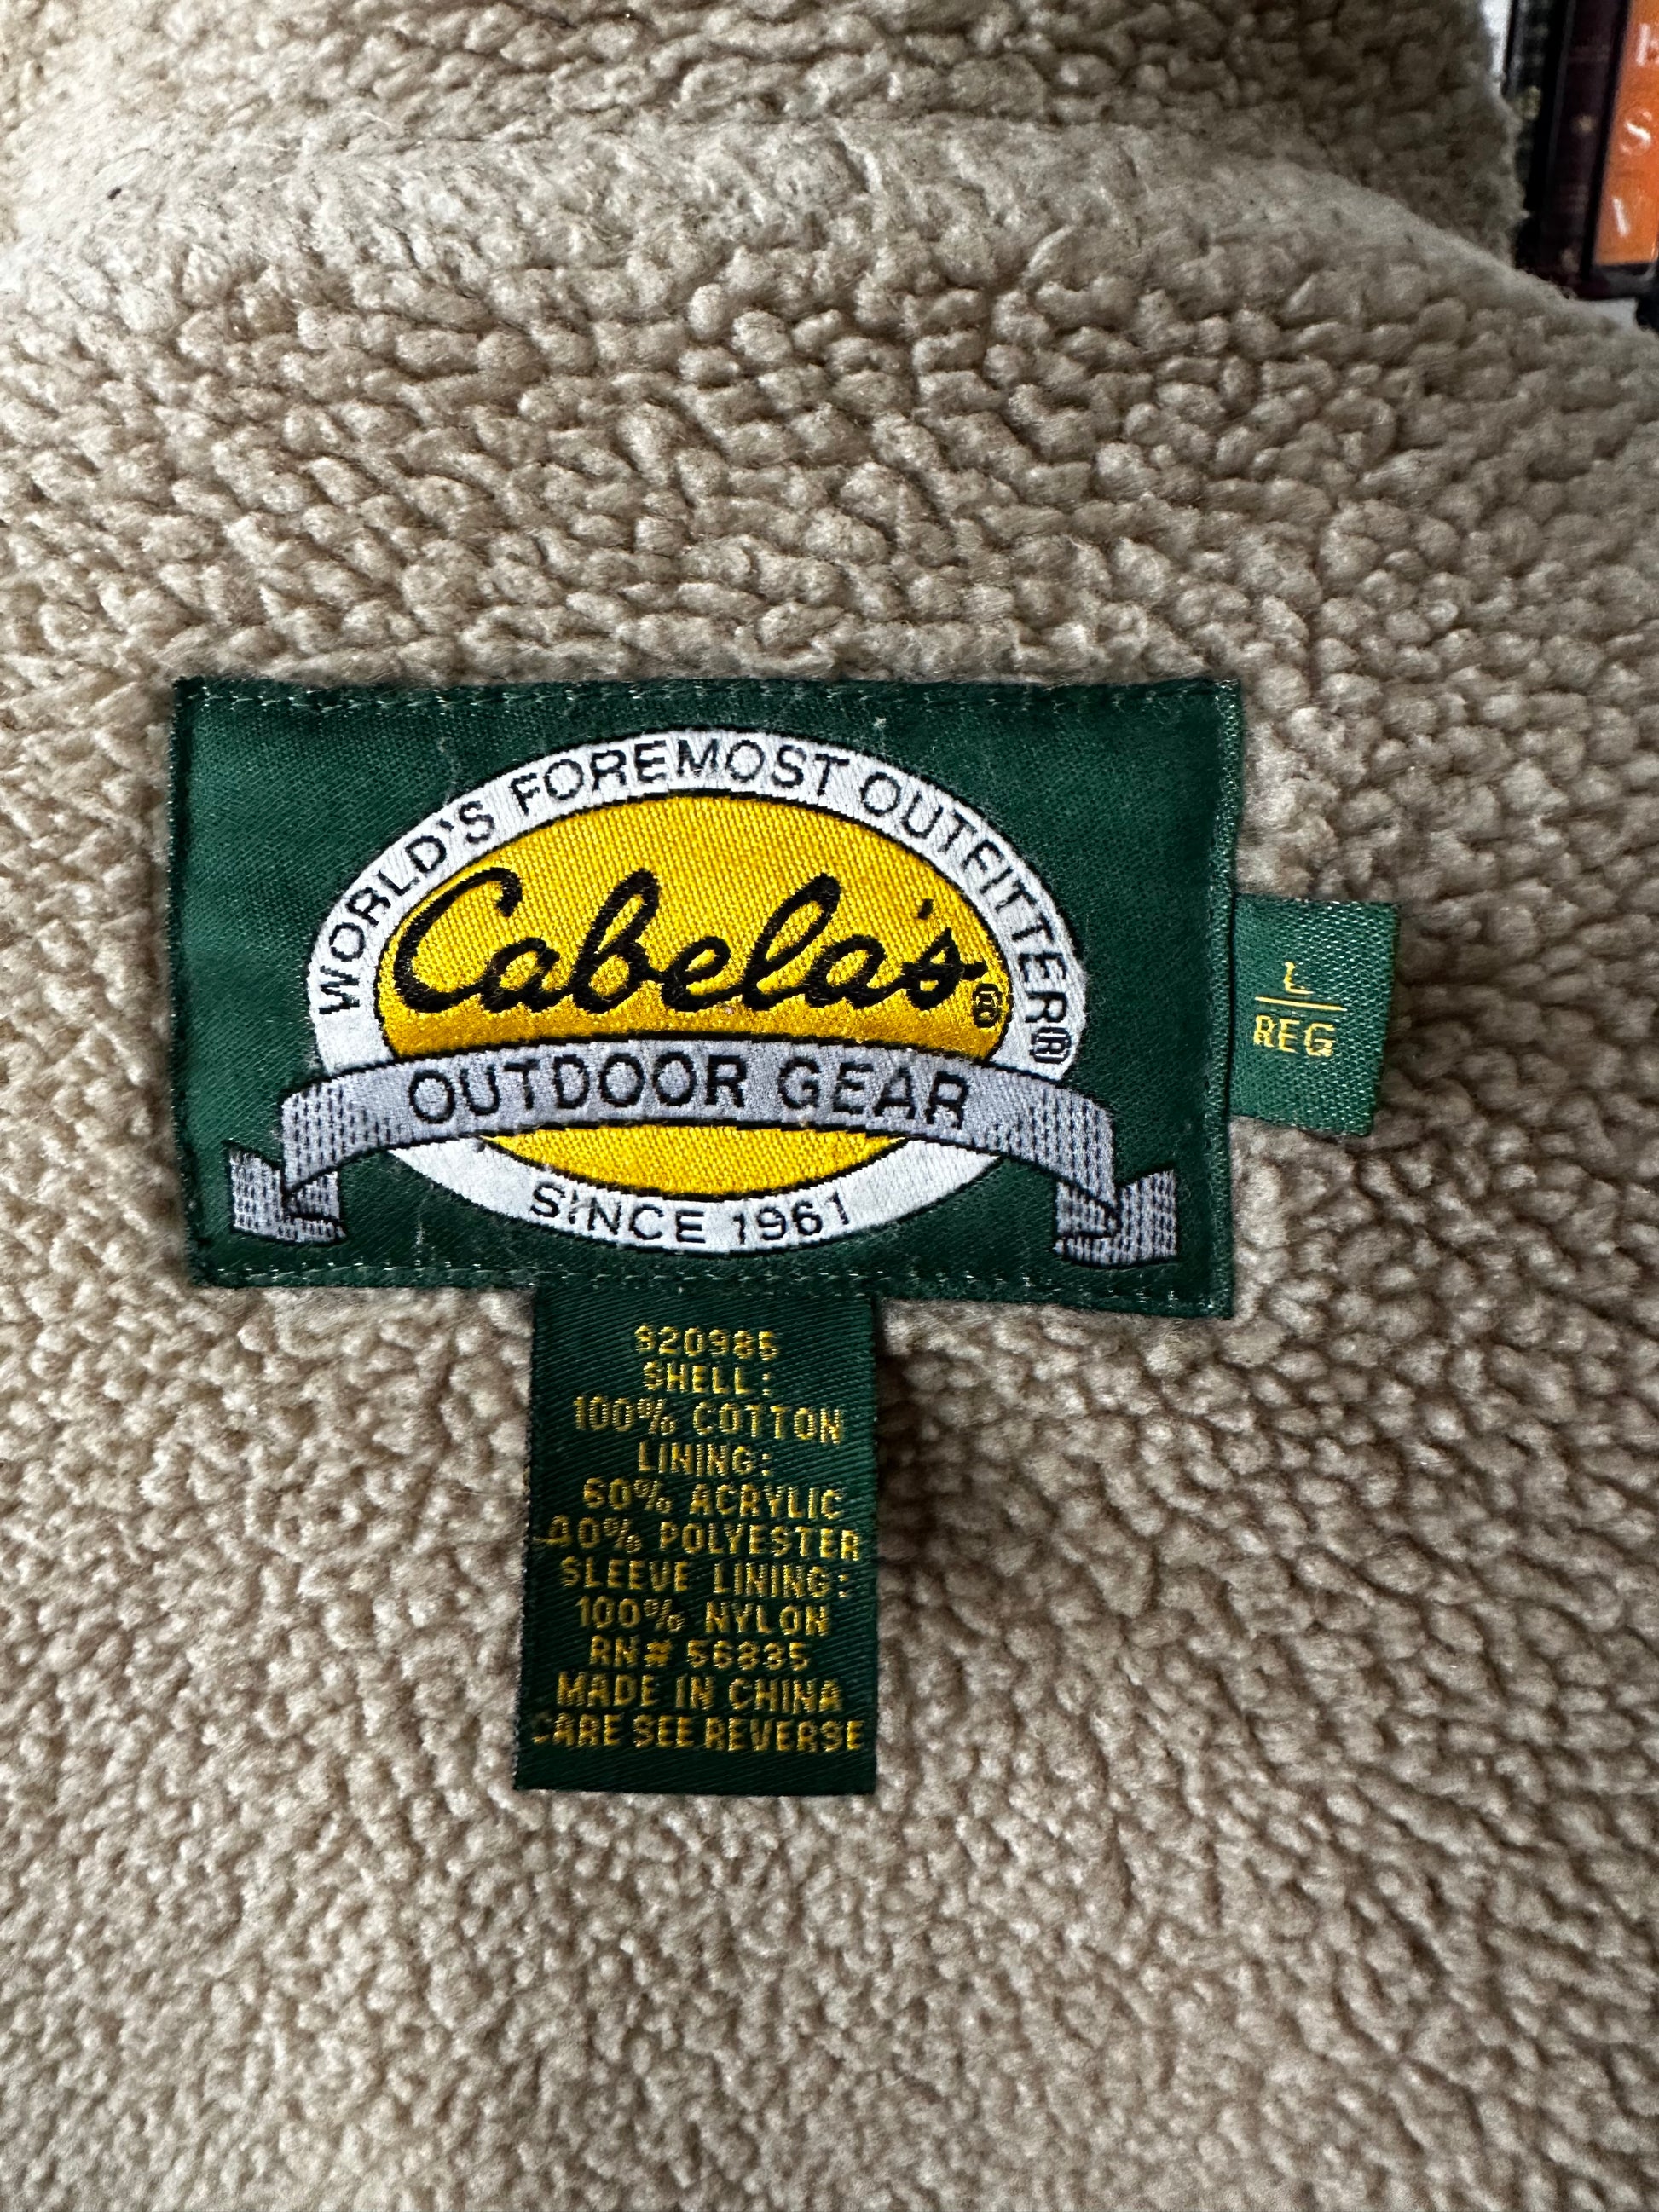 WORLD'S FOREMOST OUTFITTER®
Cabela's®
OUTDOOR GEAR
SINCE 1961
L
REG
920985
SHELL:
100% COTTON
LINING:
60% ACRYLIC
40% POLYESTER
SLEEVE LINING:
100% NYLON
RN# 56835
MADE IN CHINA
CARE SEE REVERSE